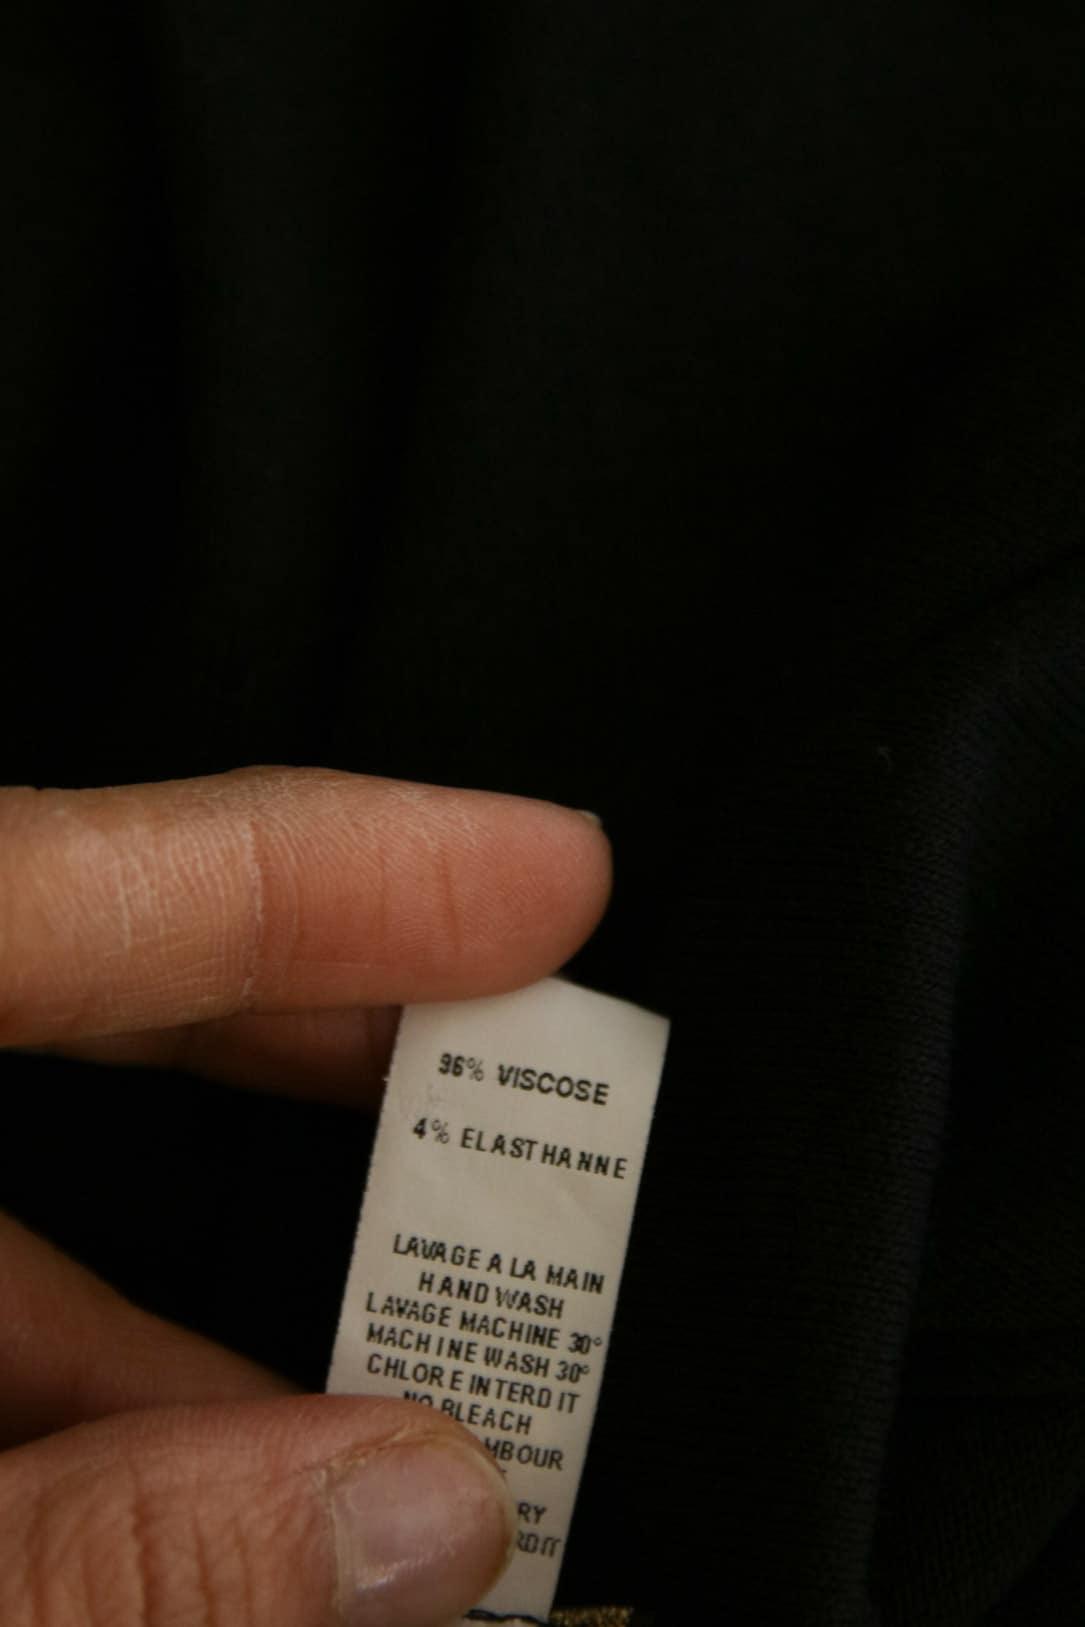 96% VISCOSE
4% ELASTHANNE
LAVAGE A LA MAIN
HAND WASH
LAVAGE MACHINE 30°
MACHINE WASH 30°
CHLORE INTERDIT
NO BLEACH